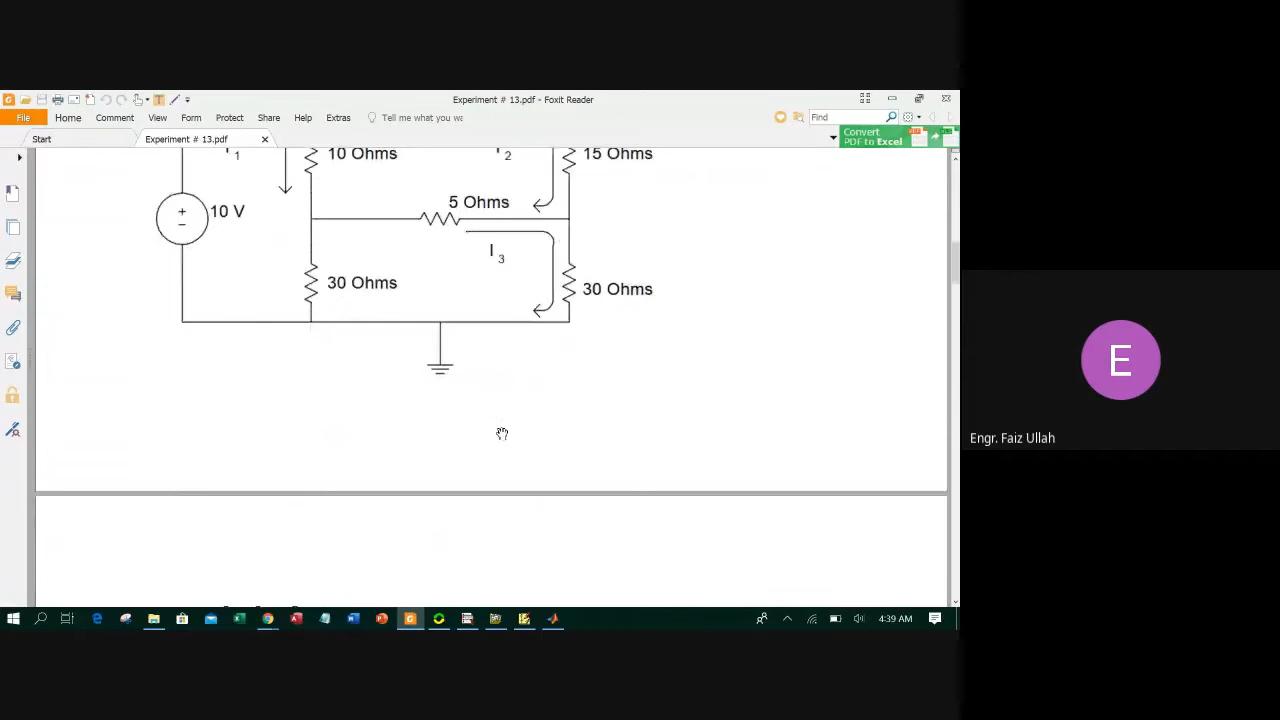 Experiment # 13.pdf - Foxit Reader
File Home Comment View Form Protect Share Help Extras Tell me what you wa Find
Start Experiment # 13.pdf
Convert
PDF to Excel
I 1 10 Ohms I 2 15 Ohms
5 Ohms
+
10 V
−
I 3
30 Ohms 30 Ohms
E
Engr. Faiz Ullah
4:39 AM